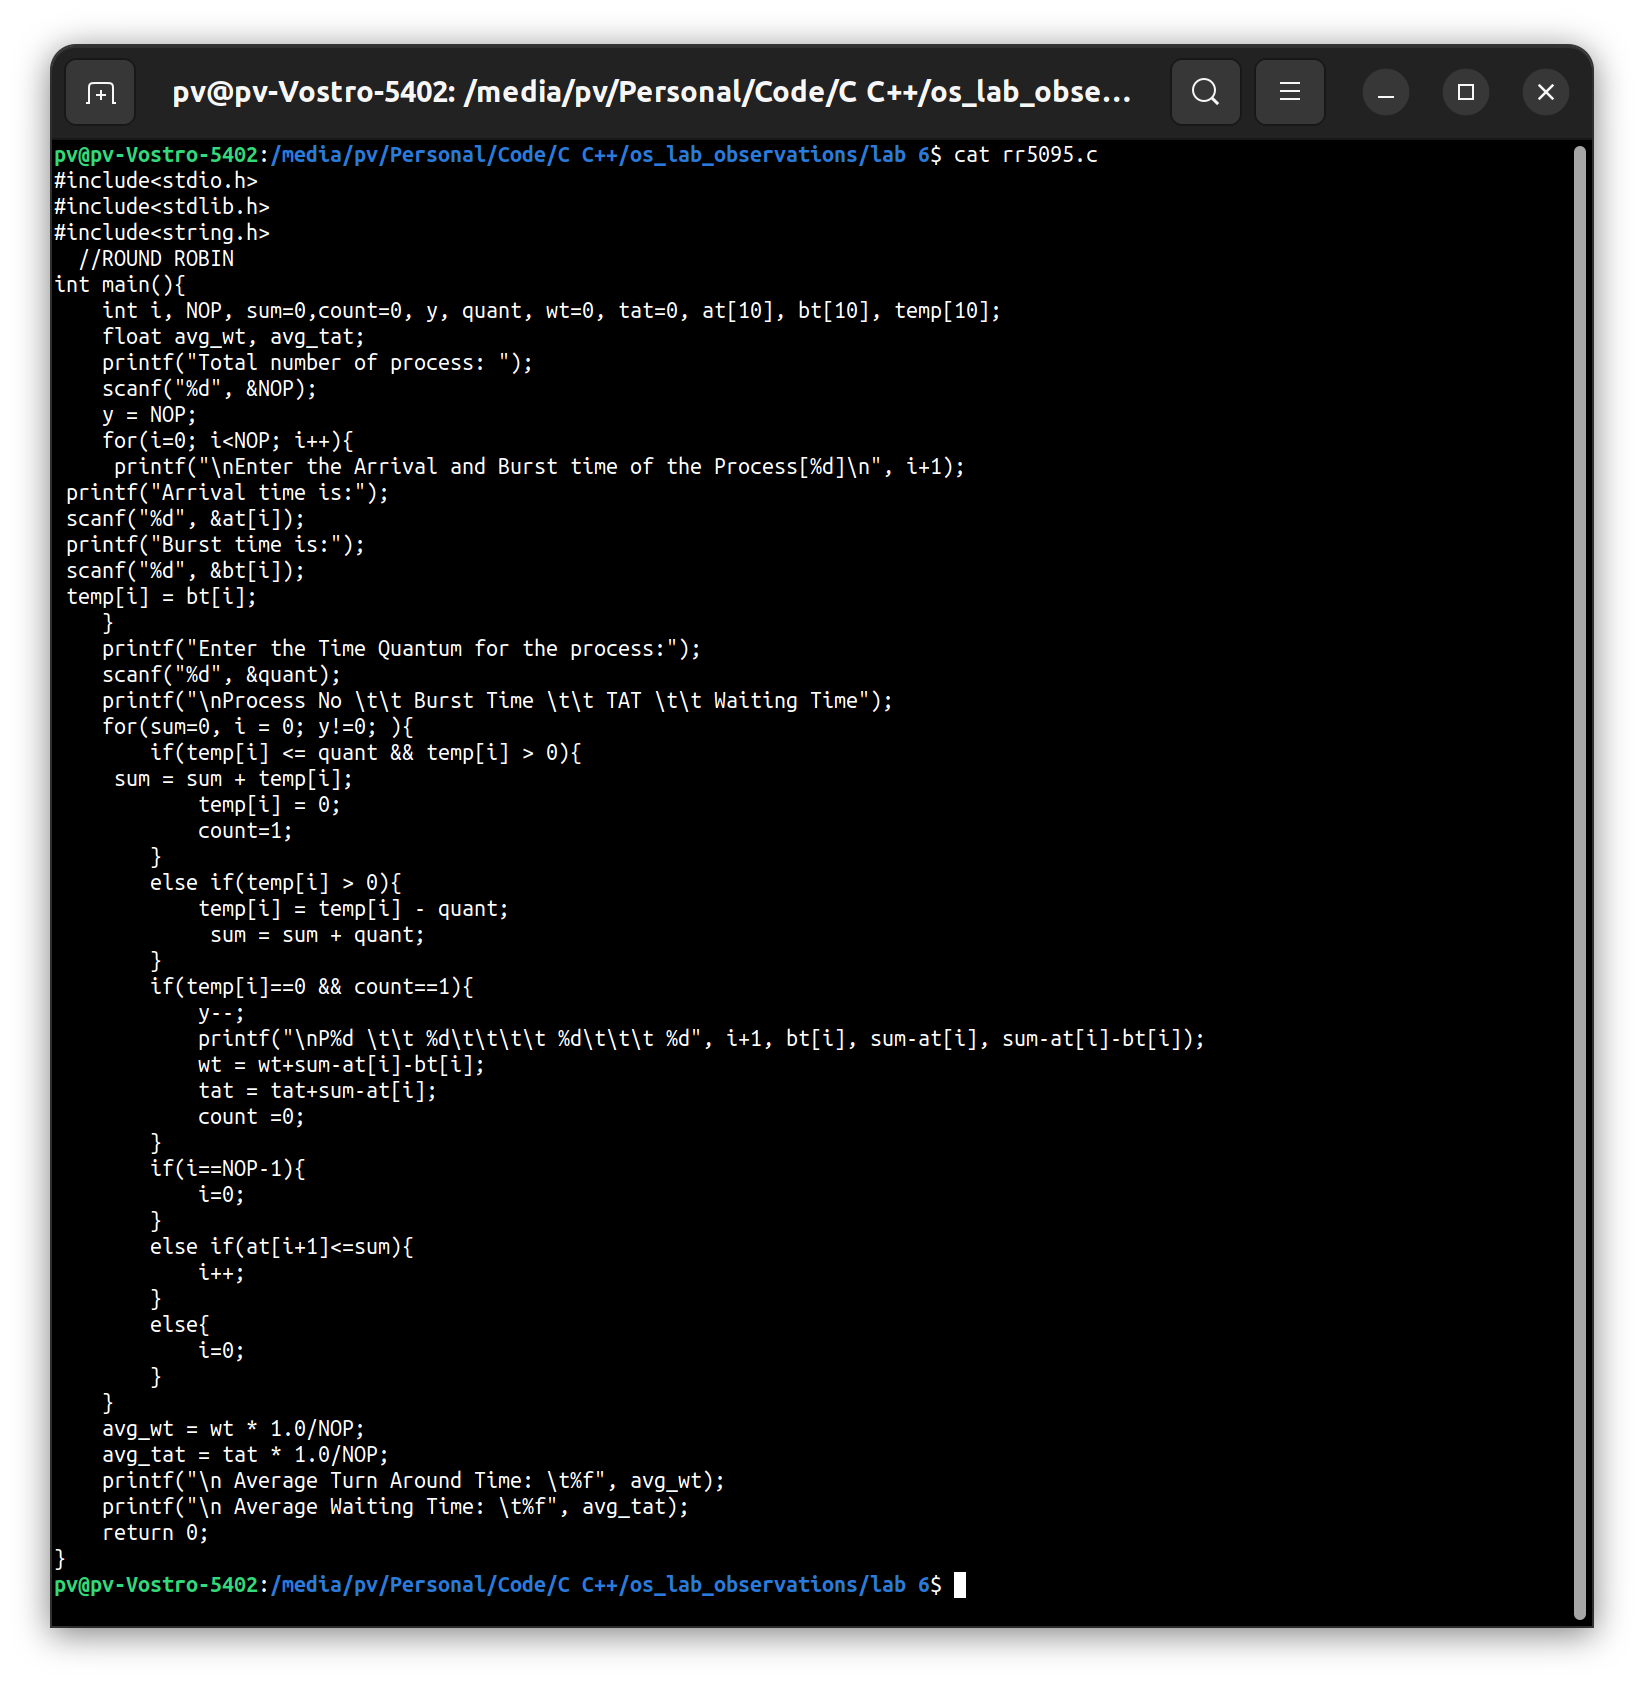 pv@pv-Vostro-5402: /media/pv/Personal/Code/C C++/os_lab_obse...
pv@pv-Vostro-5402:/media/pv/Personal/Code/C C++/os_lab_observations/lab 6$ cat rr5095.c
#include<stdio.h>
#include<stdlib.h>
#include<string.h>
  //ROUND ROBIN
int main(){
    int i, NOP, sum=0,count=0, y, quant, wt=0, tat=0, at[10], bt[10], temp[10];
    float avg_wt, avg_tat;
    printf("Total number of process: ");
    scanf("%d", &NOP);
    y = NOP;
    for(i=0; i<NOP; i++){
     printf("\nEnter the Arrival and Burst time of the Process[%d]\n", i+1);
 printf("Arrival time is:");
 scanf("%d", &at[i]);
 printf("Burst time is:");
 scanf("%d", &bt[i]);
 temp[i] = bt[i];
    }
    printf("Enter the Time Quantum for the process:");
    scanf("%d", &quant);
    printf("\nProcess No \t\t Burst Time \t\t TAT \t\t Waiting Time");
    for(sum=0, i = 0; y!=0; ){
        if(temp[i] <= quant && temp[i] > 0){
     sum = sum + temp[i];
            temp[i] = 0;
            count=1;
        }
        else if(temp[i] > 0){
            temp[i] = temp[i] - quant;
             sum = sum + quant;
        }
        if(temp[i]==0 && count==1){
            y--;
            printf("\nP%d \t\t %d\t\t\t\t %d\t\t\t %d", i+1, bt[i], sum-at[i], sum-at[i]-bt[i]);
            wt = wt+sum-at[i]-bt[i];
            tat = tat+sum-at[i];
            count =0;
        }
        if(i==NOP-1){
            i=0;
        }
        else if(at[i+1]<=sum){
            i++;
        }
        else{
            i=0;
        }
    }
    avg_wt = wt * 1.0/NOP;
    avg_tat = tat * 1.0/NOP;
    printf("\n Average Turn Around Time: \t%f", avg_wt);
    printf("\n Average Waiting Time: \t%f", avg_tat);
    return 0;
}
pv@pv-Vostro-5402:/media/pv/Personal/Code/C C++/os_lab_observations/lab 6$